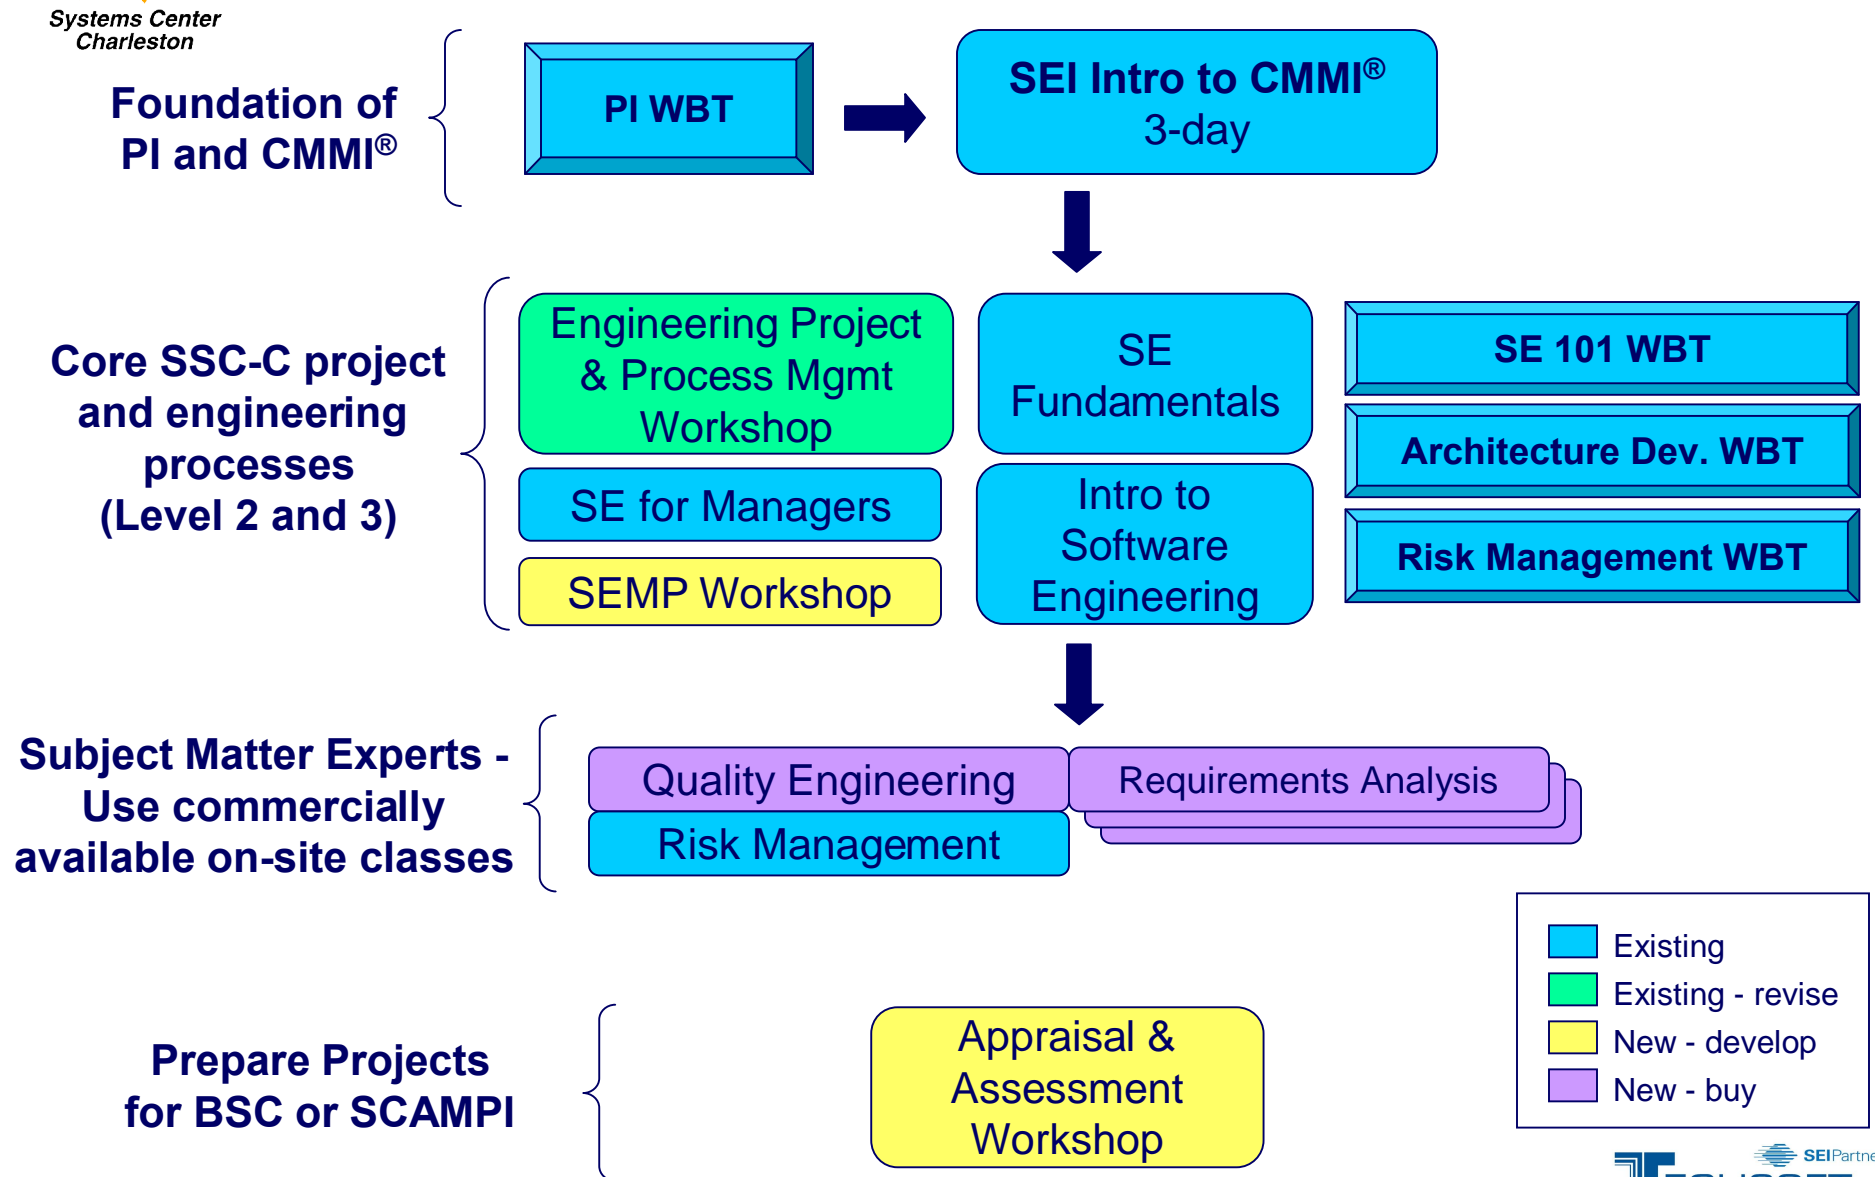 Systems Center
Charleston
Foundation of
PI and CMMI®
PI WBT
SEI Intro to CMMI®
3-day
Core SSC-C project
and engineering
processes
(Level 2 and 3)
Engineering Project
& Process Mgmt
Workshop
SE for Managers
SEMP Workshop
SE
Fundamentals
Intro to
Software
Engineering
SE 101 WBT
Architecture Dev. WBT
Risk Management WBT
Subject Matter Experts -
Use commercially
available on-site classes
Quality Engineering
Risk Management
Requirements Analysis
Prepare Projects
for BSC or SCAMPI
Appraisal &
Assessment
Workshop
Existing
Existing - revise
New - develop
New - buy
SEI Partne